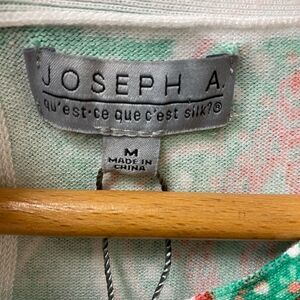 JOSEPH A.
qu'est·ce que c'est silk?®
M
MADE IN
CHINA